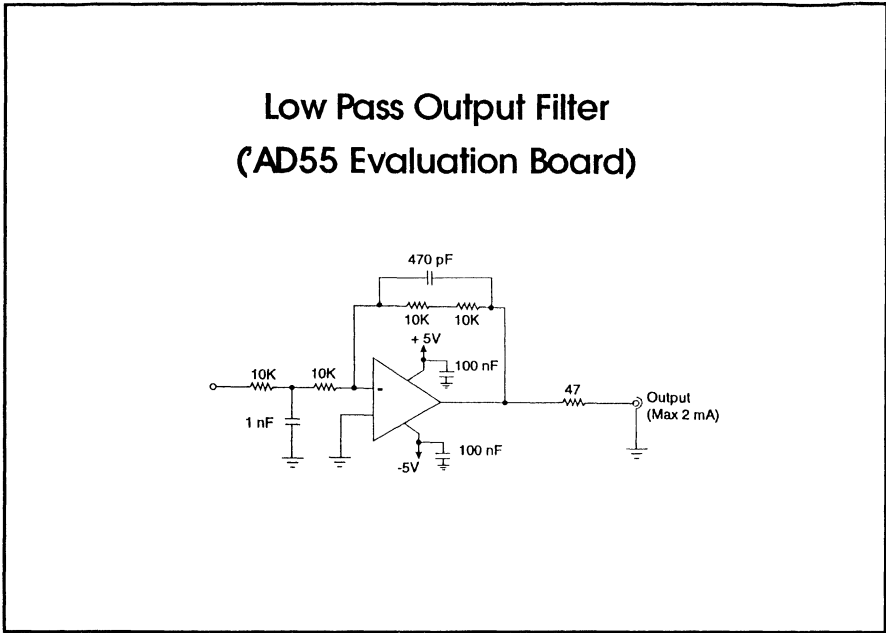 Low Pass Output Filter
('AD55 Evaluation Board)
470 pF
10K 10K
+ 5V
100 nF
10K 10K
-
47
Output
(Max 2 mA)
1 nF
100 nF
-5V